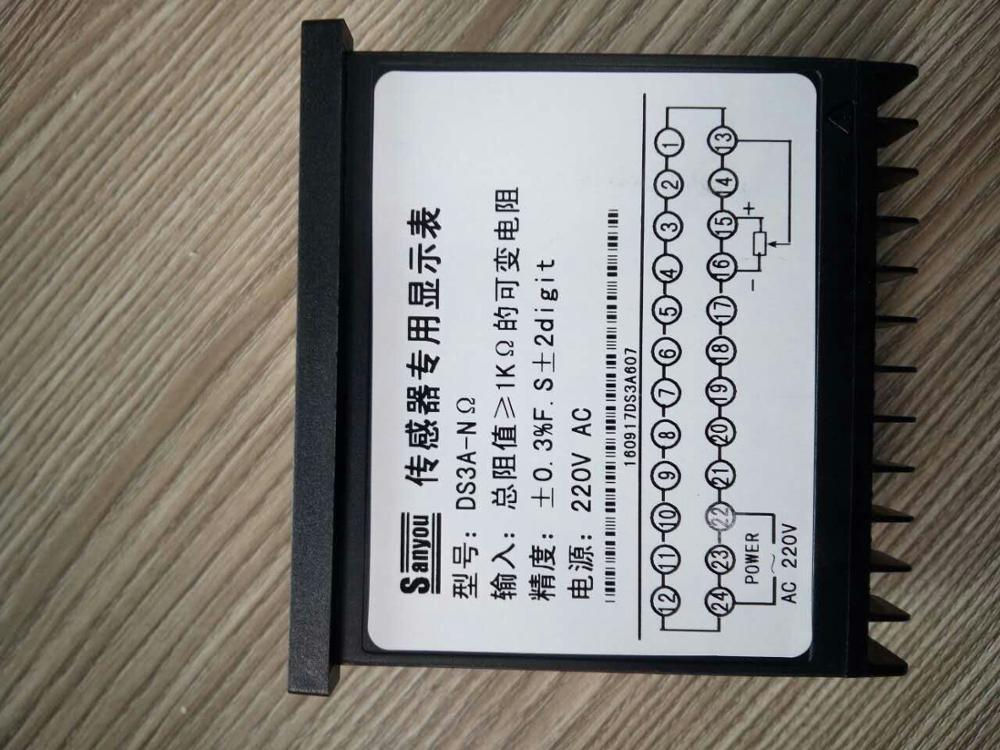 Sanyou 传感器专用显示表
型号: DS3A-NΩ
输入: 总阻值≥1KΩ的可变电阻
精度: ±0.3%F.S±2digit
电源: 220V AC
160917DS3A607
12 11 10 9 8 7 6 5 4 3 2 1
24 23 22 21 20 19 18 17 16 15 14 13
- +
POWER
~
AC 220V